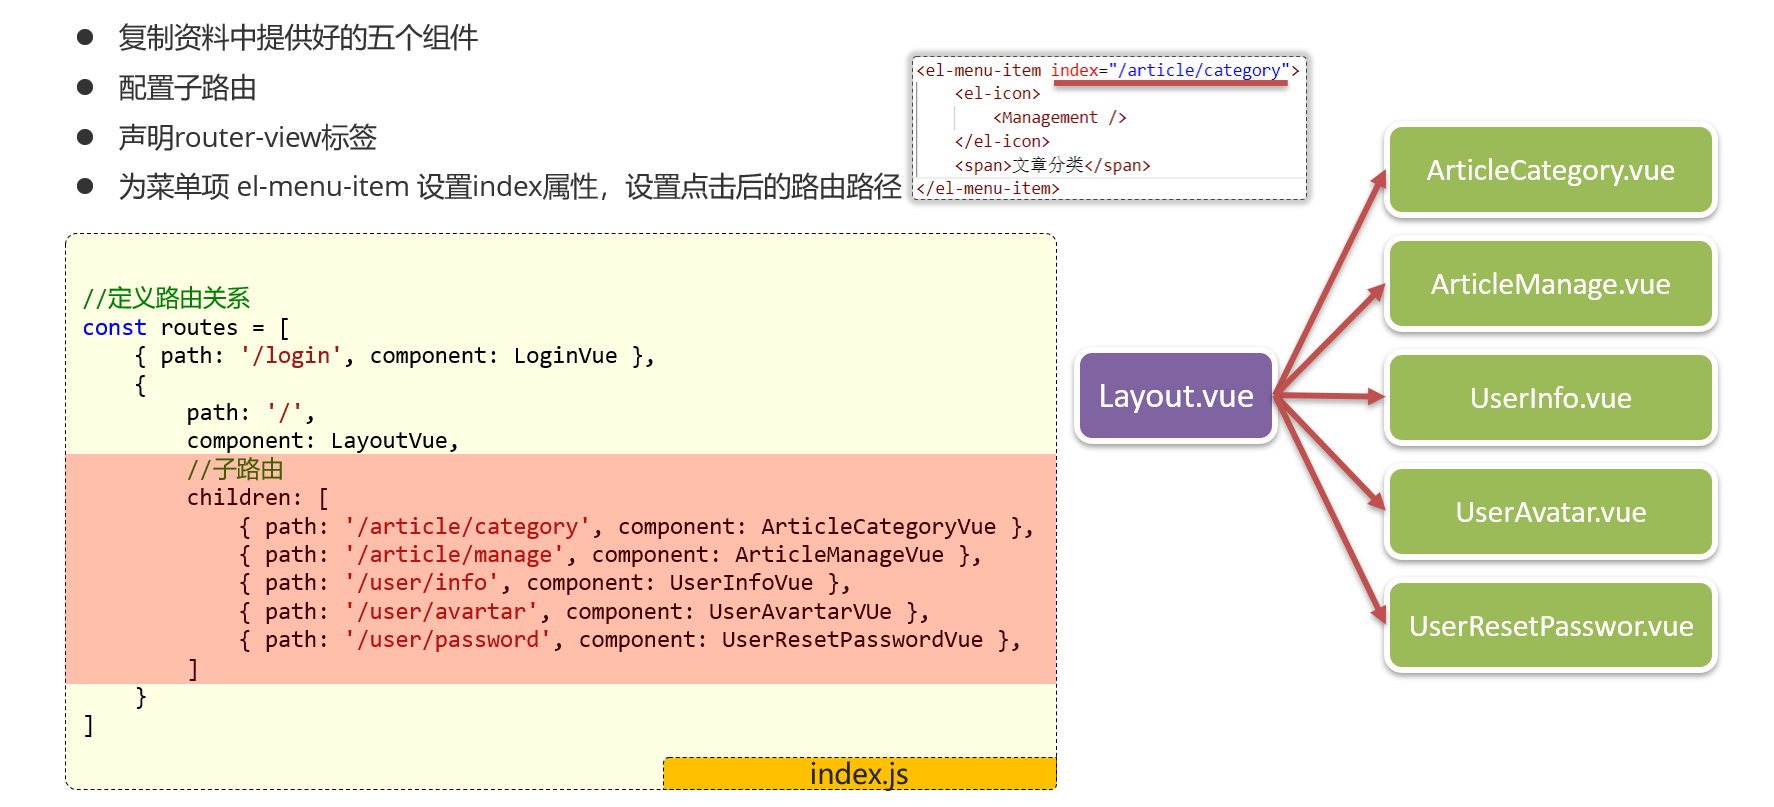 复制资料中提供好的五个组件
配置子路由
声明router-view标签
为菜单项 el-menu-item 设置index属性，设置点击后的路由路径
<el-menu-item index="/article/category">
<el-icon>
<Management />
</el-icon>
<span>文章分类</span>
</el-menu-item>
//定义路由关系
const routes = [
{ path: '/login', component: LoginVue },
{
path: '/',
component: LayoutVue,
//子路由
children: [
{ path: '/article/category', component: ArticleCategoryVue },
{ path: '/article/manage', component: ArticleManageVue },
{ path: '/user/info', component: UserInfoVue },
{ path: '/user/avartar', component: UserAvartarVUe },
{ path: '/user/password', component: UserResetPasswordVue },
]
}
]
index.js
Layout.vue
ArticleCategory.vue
ArticleManage.vue
UserInfo.vue
UserAvatar.vue
UserResetPasswor.vue